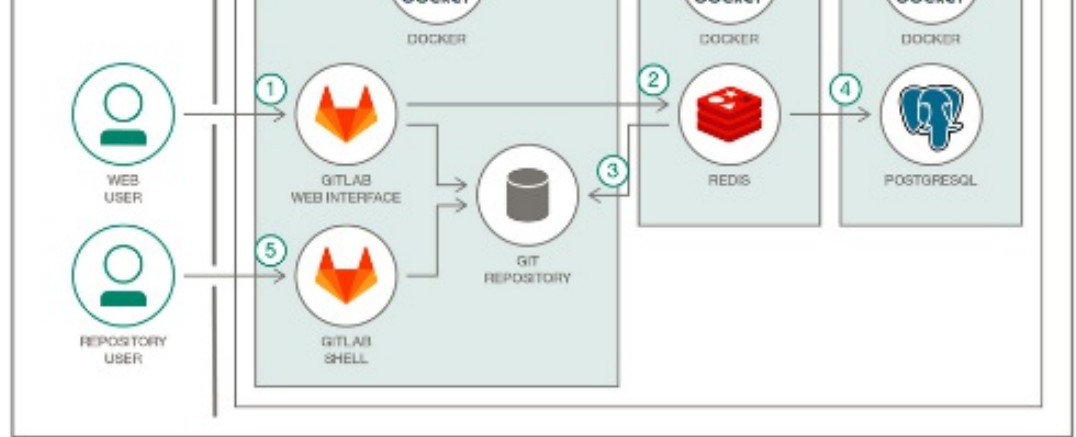 DOCKER
DOCKER
DOCKER
1
2
4
WEB
USER
GITLAB
WEB INTERFACE
3
REDIS
POSTGRESQL
5
GIT
REPOSITORY
REPOSITORY
USER
GITLAB
SHELL